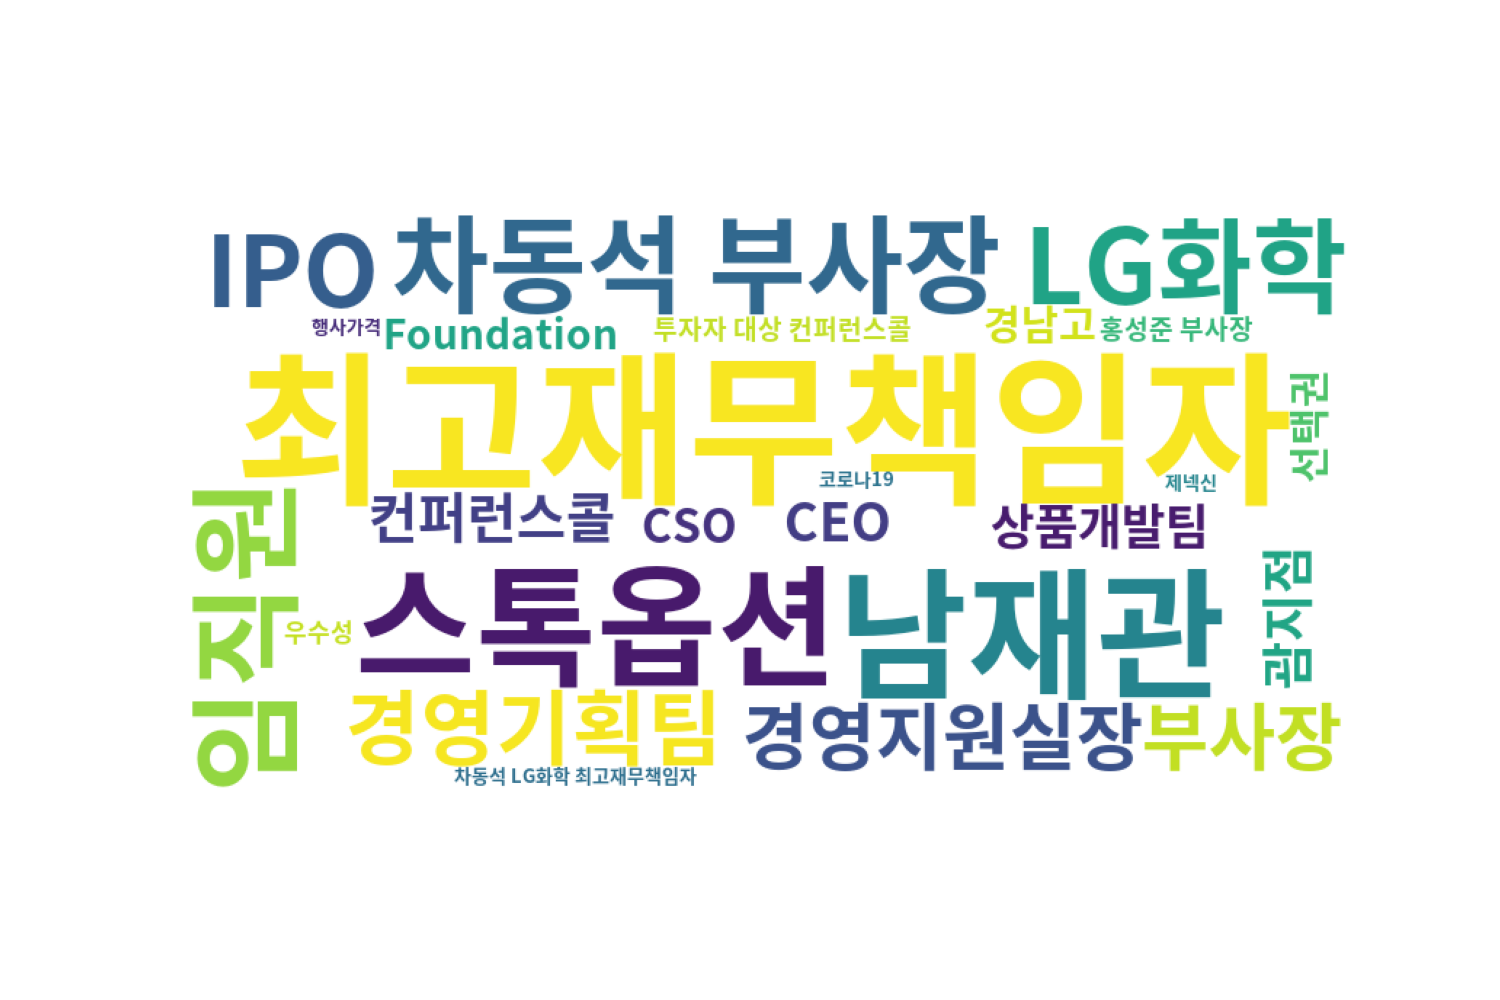 IPO
차동석 부사장
LG화학
행사가격
Foundation
투자자 대상 컨퍼런스콜
경남고
홍성준 부사장
최고재무책임자
선택권
코로나19
제넥신
임직원
컨퍼런스콜
CSO
CEO
상품개발팀
스톡옵션
남재관
괌지점
우수성
경영기획팀
경영지원실장
부사장
차동석 LG화학 최고재무책임자